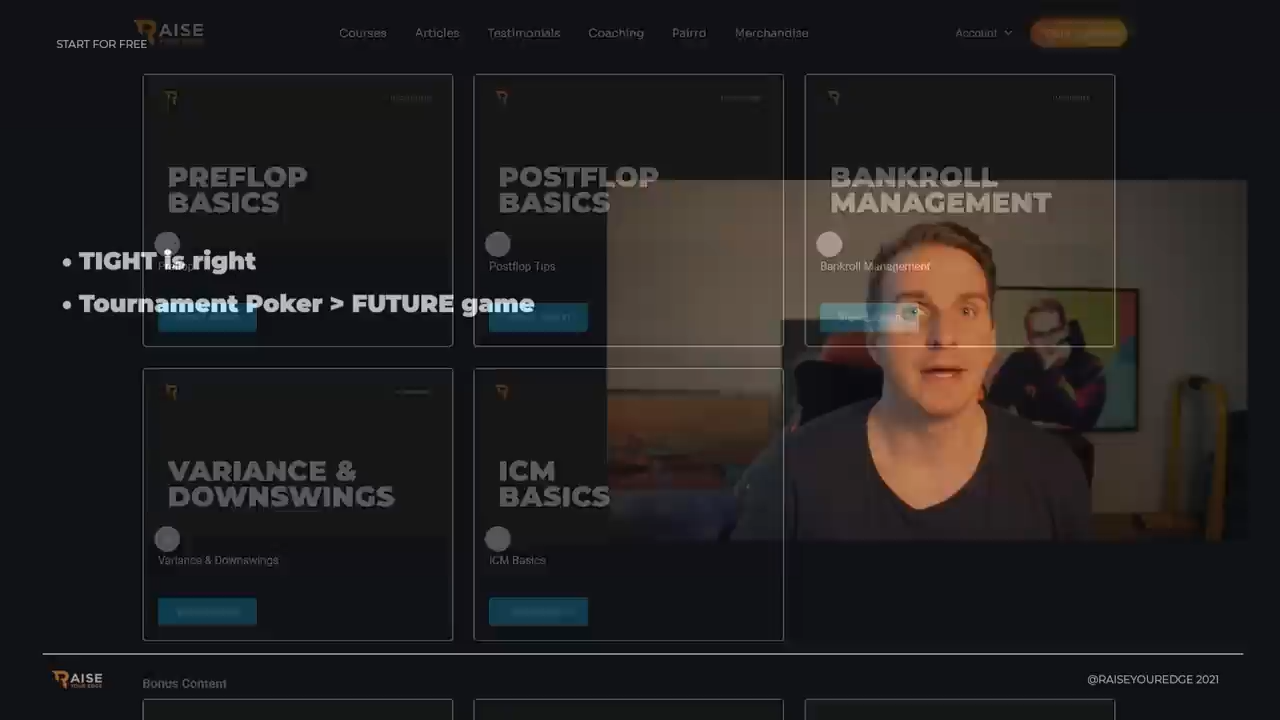 START FOR FREE
RAISE
Courses
Articles
Testimonials
Coaching
Pairrd
Merchandise
Account
PREFLOP
BASICS
POSTFLOP
BASICS
BANKROLL
MANAGEMENT
• TIGHT is right
Postflop Tips
Bankroll Management
• Tournament Poker > FUTURE game
VARIANCE &
DOWNSWINGS
ICM
BASICS
Variance & Downswings
ICM Basics
RAISE
YOUR EDGE
Bonus Content
@RAISEYOUREDGE 2021